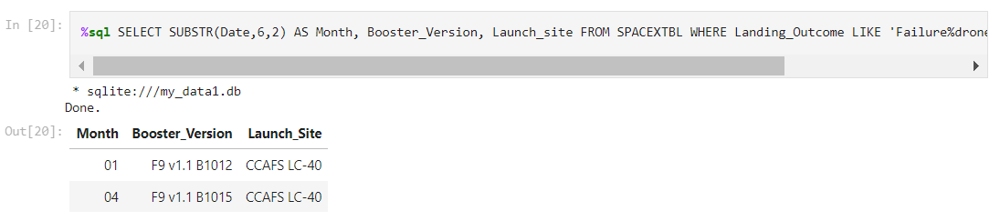 In [20]:
%sql SELECT SUBSTR(Date,6,2) AS Month, Booster_Version, Launch_site FROM SPACEXTBL WHERE Landing_Outcome LIKE 'Failure%drone
* sqlite:///my_data1.db
Done.
Out[20]:
Month Booster_Version Launch_Site
01 F9 v1.1 B1012 CCAFS LC-40
04 F9 v1.1 B1015 CCAFS LC-40